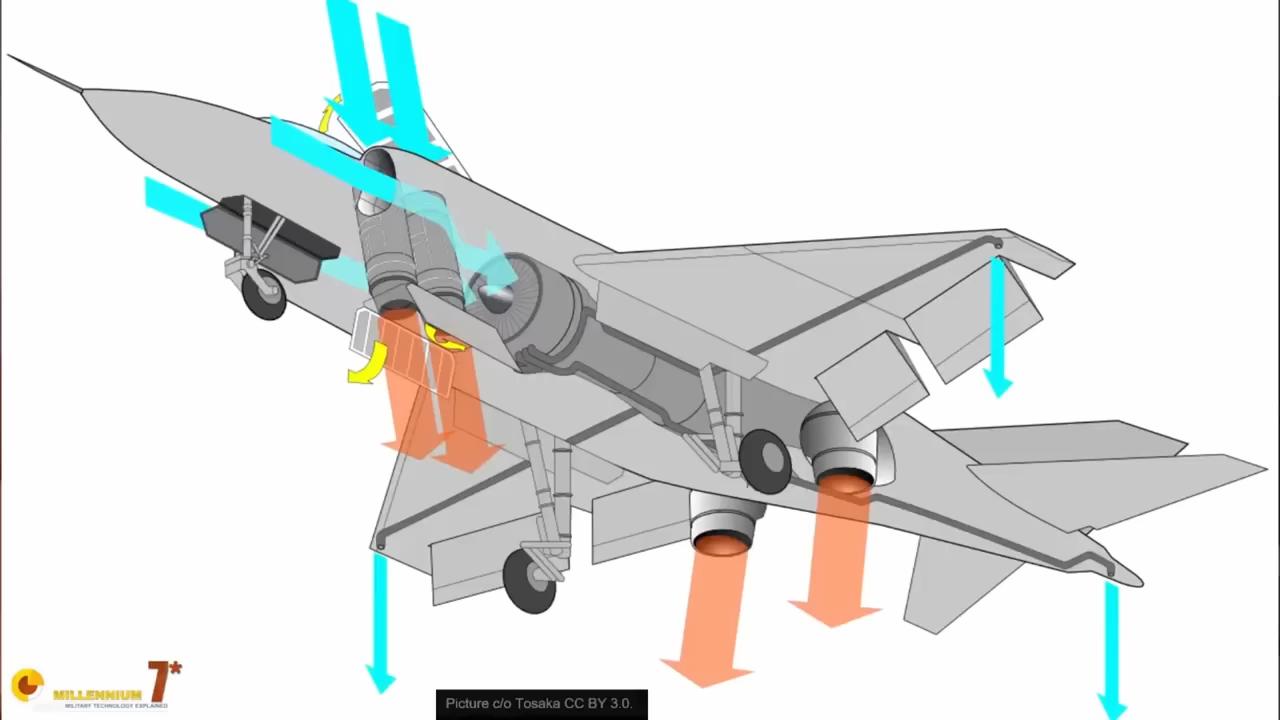 MILLENNIUM 7*
MILITARY TECHNOLOGY EXPLAINED
Picture c/o Tosaka CC BY 3.0.